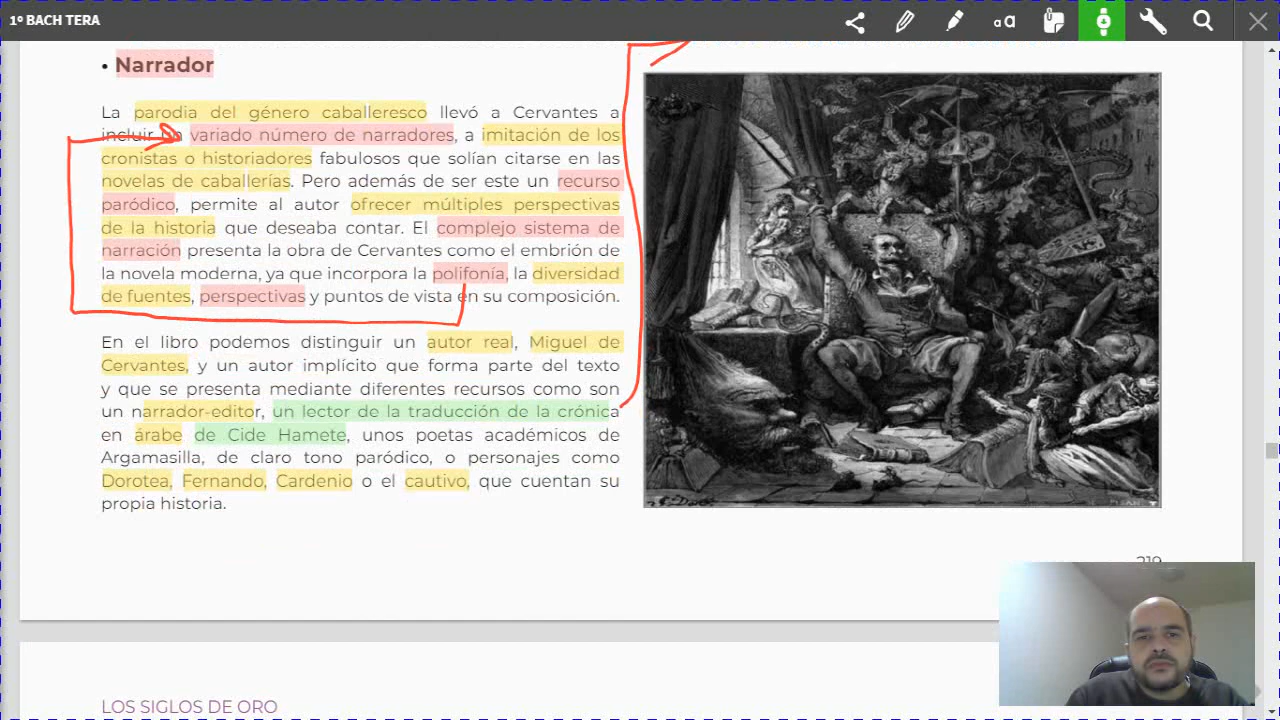 1º BACH TERA
aa
• Narrador
La parodia del género caballeresco llevó a Cervantes a
incluir un variado número de narradores, a imitación de los
cronistas o historiadores fabulosos que solían citarse en las
novelas de caballerías. Pero además de ser este un recurso
paródico, permite al autor ofrecer múltiples perspectivas
de la historia que deseaba contar. El complejo sistema de
narración presenta la obra de Cervantes como el embrión de
la novela moderna, ya que incorpora la polifonía, la diversidad
de fuentes, perspectivas y puntos de vista en su composición.
En el libro podemos distinguir un autor real, Miguel de
Cervantes, y un autor implícito que forma parte del texto
y que se presenta mediante diferentes recursos como son
un narrador-editor, un lector de la traducción de la crónica
en árabe de Cide Hamete, unos poetas académicos de
Argamasilla, de claro tono paródico, o personajes como
Dorotea, Fernando, Cardenio o el cautivo, que cuentan su
propia historia.
LOS SIGLOS DE ORO